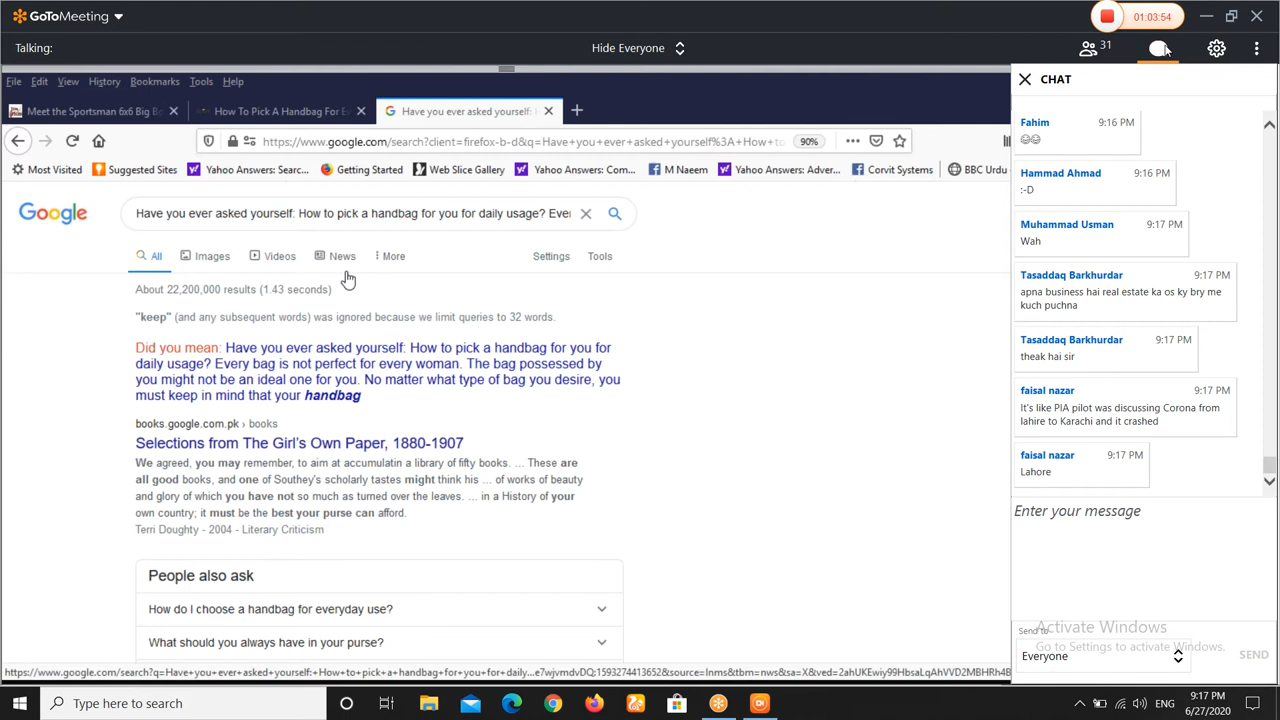 GoToMeeting
01:03:54
Talking:
Hide Everyone
31
File Edit View History Bookmarks Tools Help
Meet the Sportsman 6x6 Big Bo
How To Pick A Handbag For E
Have you ever asked yourself:
https://www.google.com/search?client=firefox-b-d&q=Have+you+ever+asked+yourself%3A+How+to+
90%
Most Visited
Suggested Sites
Yahoo Answers: Searc...
Getting Started
Web Slice Gallery
Yahoo Answers: Com...
M Naeem
Yahoo Answers: Adver...
Corvit Systems
BBC Urdu
Google
Have you ever asked yourself: How to pick a handbag for you for daily usage? Ever
All
Images
Videos
News
More
Settings
Tools
About 22,200,000 results (1.43 seconds)
"keep" (and any subsequent words) was ignored because we limit queries to 32 words.
Did you mean: Have you ever asked yourself: How to pick a handbag for you for
daily usage? Every bag is not perfect for every woman. The bag possessed by
you might not be an ideal one for you. No matter what type of bag you desire, you
must keep in mind that your handbag
books.google.com.pk › books
Selections from The Girl's Own Paper, 1880-1907
We agreed, you may remember, to aim at accumulatin a library of fifty books. ... These are
all good books, and one of Southey's scholarly tastes might think his ... of works of beauty
and glory of which you have not so much as turned over the leaves. ... in a History of your
own country; it must be the best your purse can afford.
Terri Doughty - 2004 - Literary Criticism
People also ask
How do I choose a handbag for everyday use?
What should you always have in your purse?
CHAT
Fahim 9:16 PM
Hammad Ahmad 9:16 PM
:-D
Muhammad Usman 9:17 PM
Wah
Tasaddaq Barkhurdar 9:17 PM
apna business hai real estate ka os ky bry me
kuch puchna
Tasaddaq Barkhurdar 9:17 PM
theak hai sir
faisal nazar 9:17 PM
It's like PIA pilot was discussing Corona from
lahire to Karachi and it crashed
faisal nazar 9:17 PM
Lahore
Enter your message
Activate Windows
Go to Settings to activate Windows.
Send to
Everyone
SEND
Type here to search
ENG
9:17 PM
6/27/2020